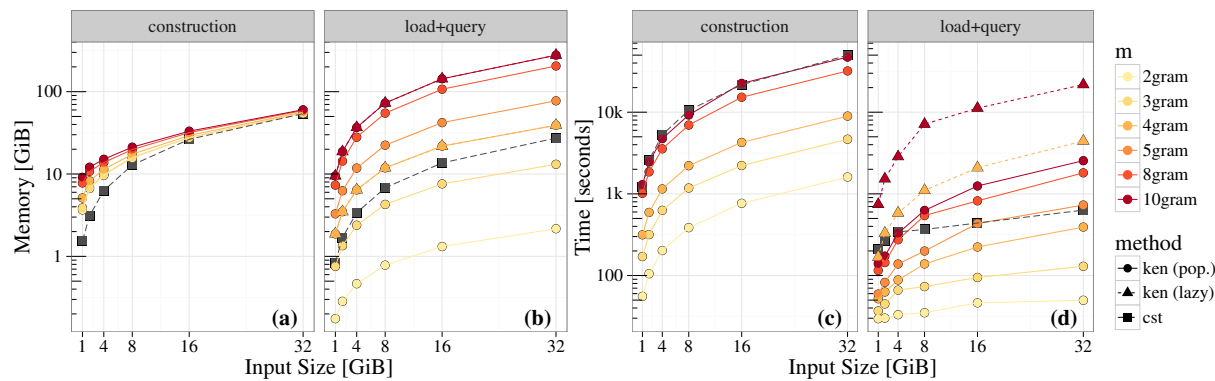 construction
load+query
construction
load+query
Memory [GiB]
100
10
1
(a)
(b)
1 4 8 16 32
1 4 8 16 32
Input Size [GiB]
Time [seconds]
10k
1k
100
(c)
(d)
1 4 8 16 32
1 4 8 16 32
Input Size [GiB]
m
2gram
3gram
4gram
5gram
8gram
10gram
method
ken (pop.)
ken (lazy)
cst